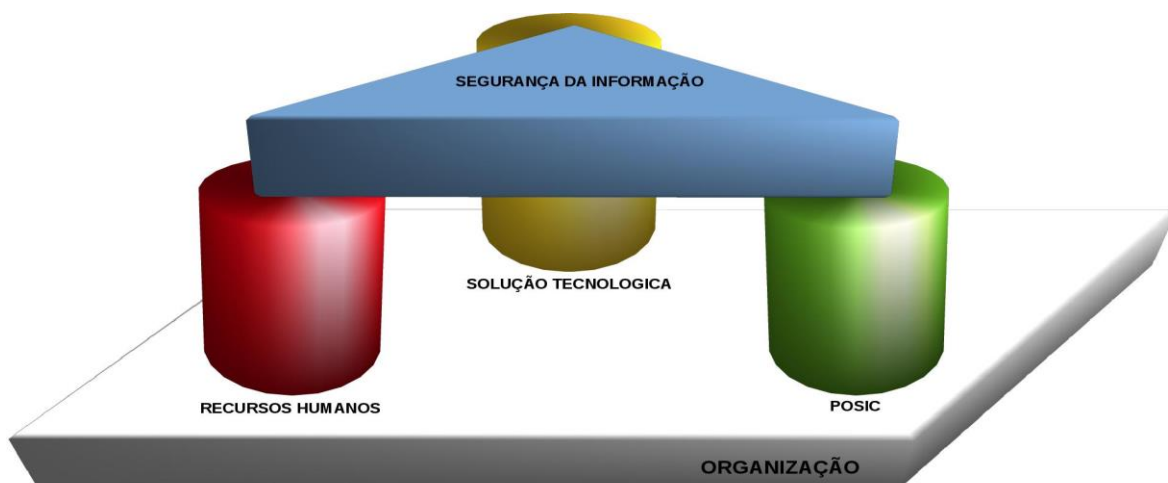 SEGURANÇA DA INFORMAÇÃO
SOLUÇÃO TECNOLOGICA
RECURSOS HUMANOS
POSIC
ORGANIZAÇÃO